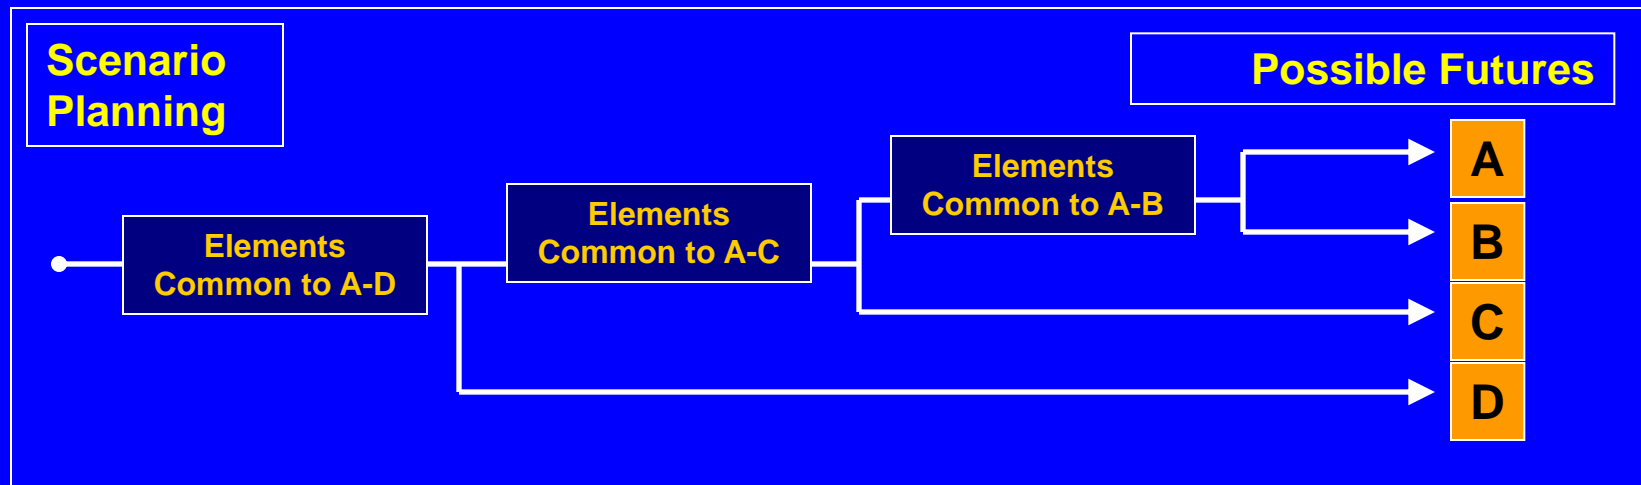 Scenario
Planning
Possible Futures
Elements
Common to A-D
Elements
Common to A-C
Elements
Common to A-B
A
B
C
D